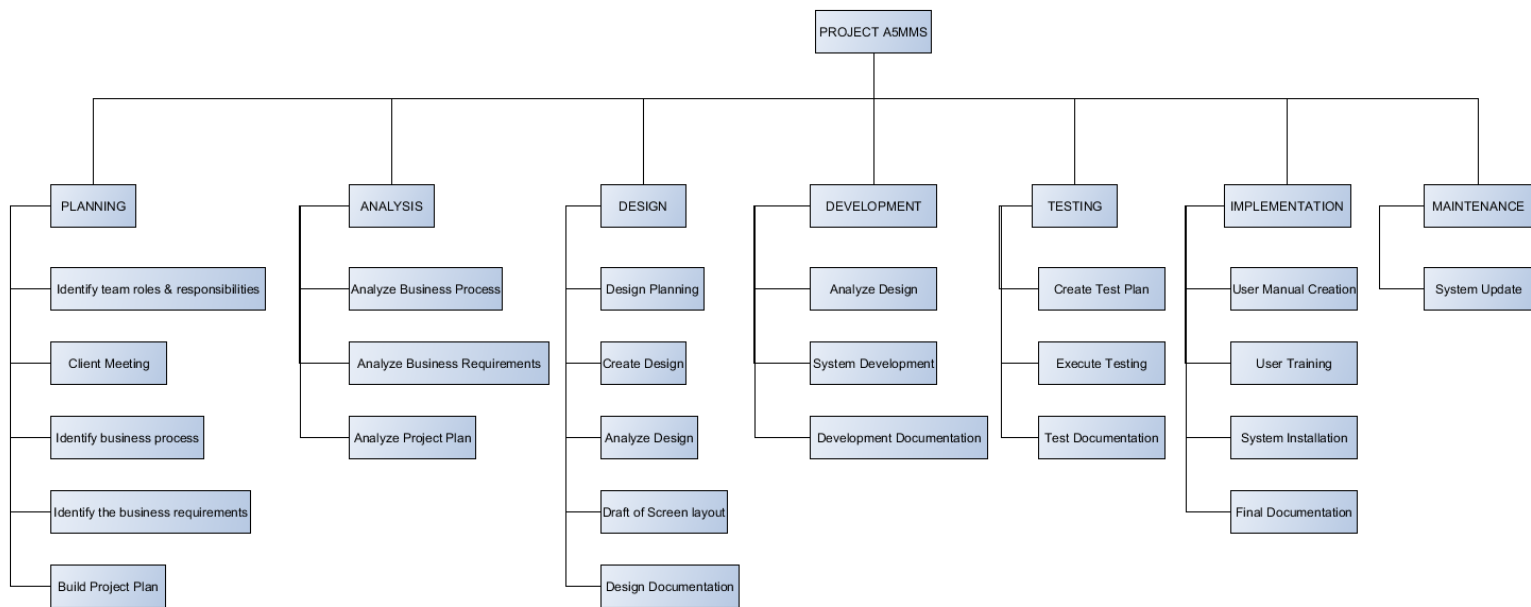 PROJECT A5MMS
PLANNING
Identify team roles & responsibilities
Client Meeting
Identify business process
Identify the business requirements
Build Project Plan
ANALYSIS
Analyze Business Process
Analyze Business Requirements
Analyze Project Plan
DESIGN
Design Planning
Create Design
Analyze Design
Draft of Screen layout
Design Documentation
DEVELOPMENT
Analyze Design
System Development
Development Documentation
TESTING
Create Test Plan
Execute Testing
Test Documentation
IMPLEMENTATION
User Manual Creation
User Training
System Installation
Final Documentation
MAINTENANCE
System Update